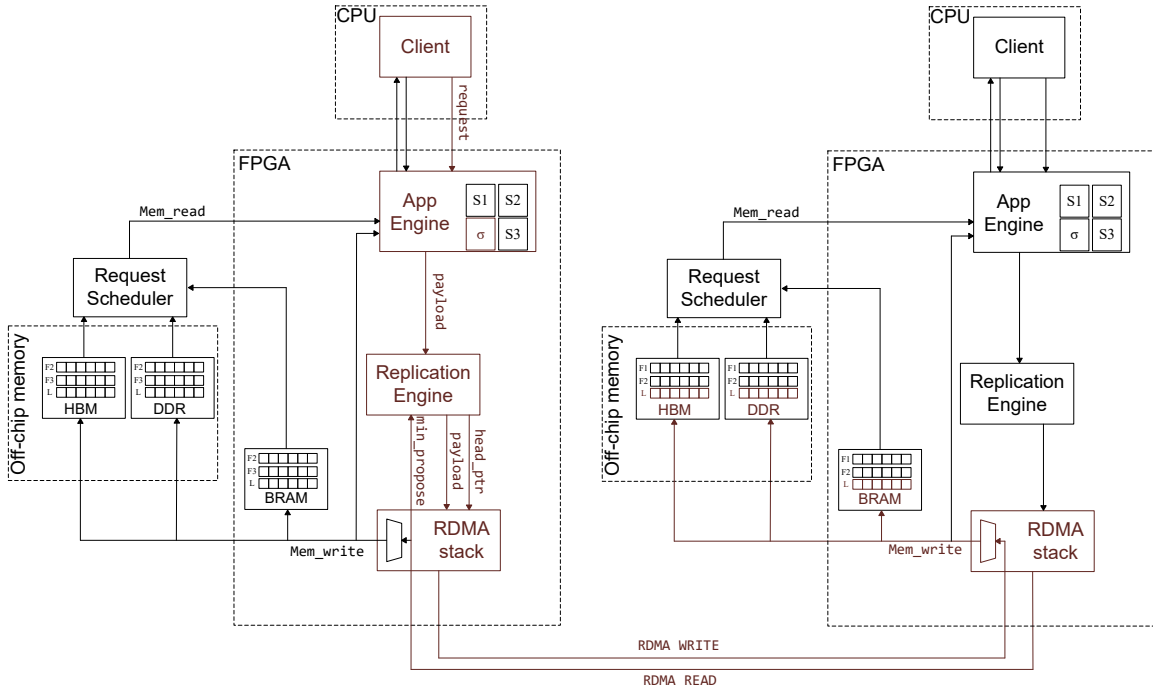 CPU
Client
request
FPGA
App
Engine
S1
S2
σ
S3
Mem_read
Request
Scheduler
payload
Off-chip memory
F2
F3
L
HBM
F2
F3
L
DDR
Replication
Engine
min_propose
payload
head_ptr
F2
F3
L
BRAM
Mem_write
RDMA
stack
CPU
Client
FPGA
App
Engine
S1
S2
σ
S3
Mem_read
Request
Scheduler
Off-chip memory
F1
F2
L
HBM
F1
F2
L
DDR
Replication
Engine
F1
F2
L
BRAM
Mem_write
RDMA
stack
RDMA WRITE
RDMA READ